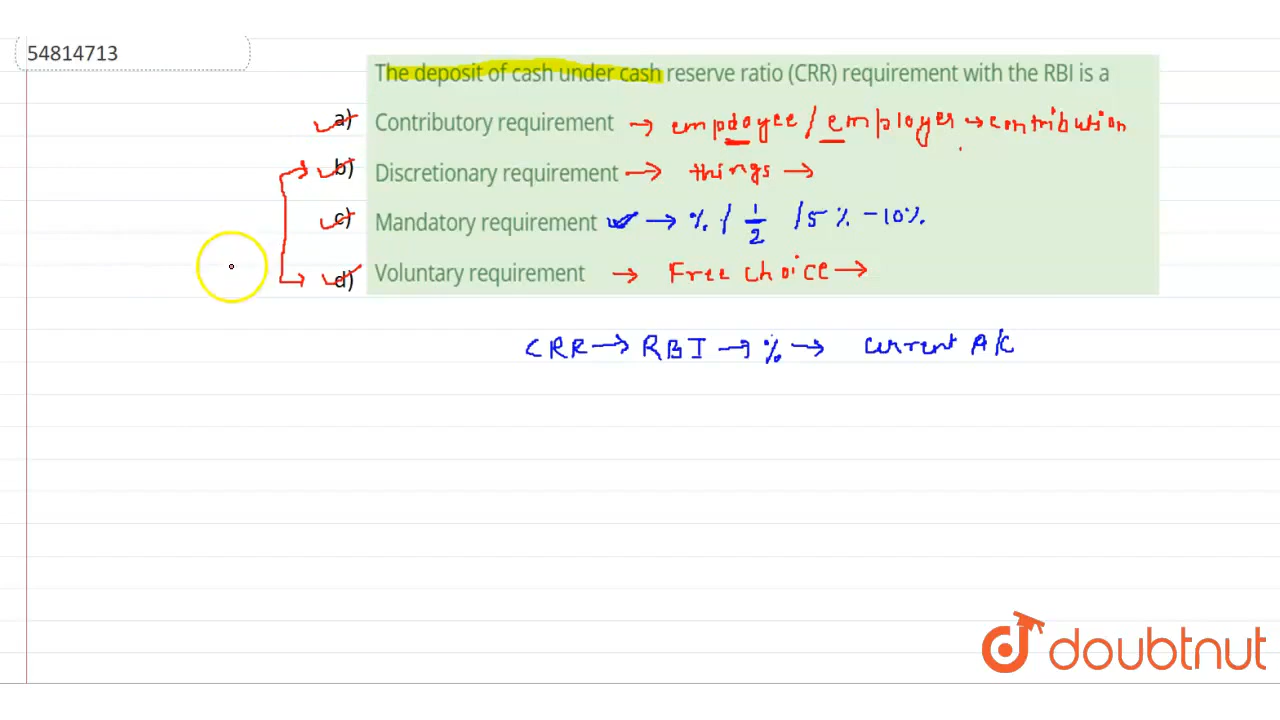 54814713
The deposit of cash under cash reserve ratio (CRR) requirement with the RBI is a
a) Contributory requirement → empdoyee / employer → contribution
b) Discretionary requirement → things →
c) Mandatory requirement ✓ → % / 1/2 / 5% - 10%
d) Voluntary requirement → Free choice →
CRR → RBI → % → current A/C
doubtnut